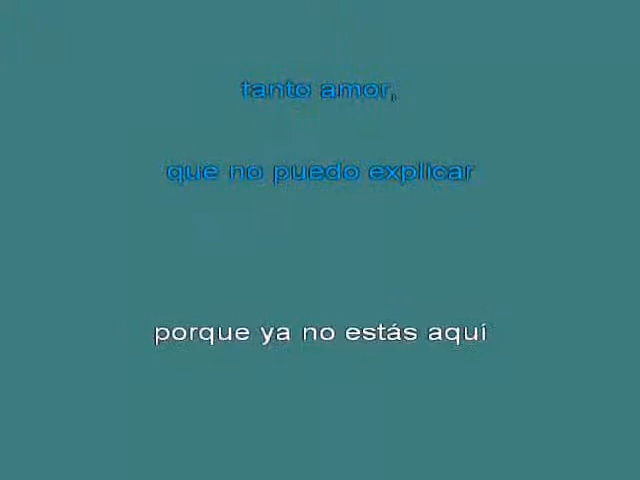 tanto amor,
que no puedo explicar
porque ya no estás aquí